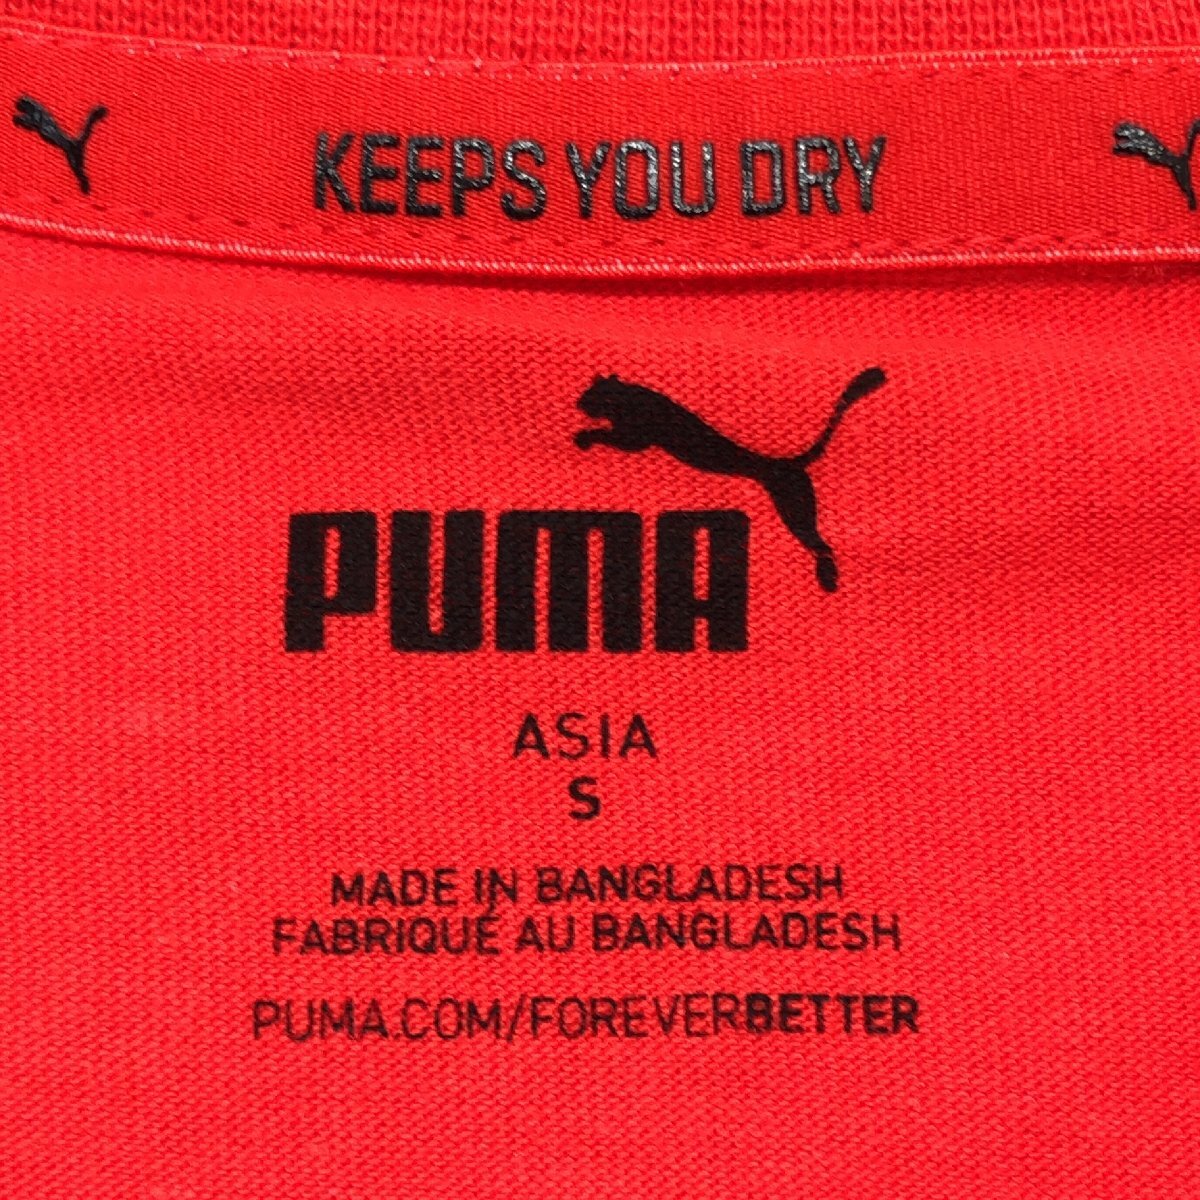 KEEPS YOU DRY
PUMA
ASIA
S
MADE IN BANGLADESH
FABRIQUÉ AU BANGLADESH
PUMA.COM/FOREVERBETTER